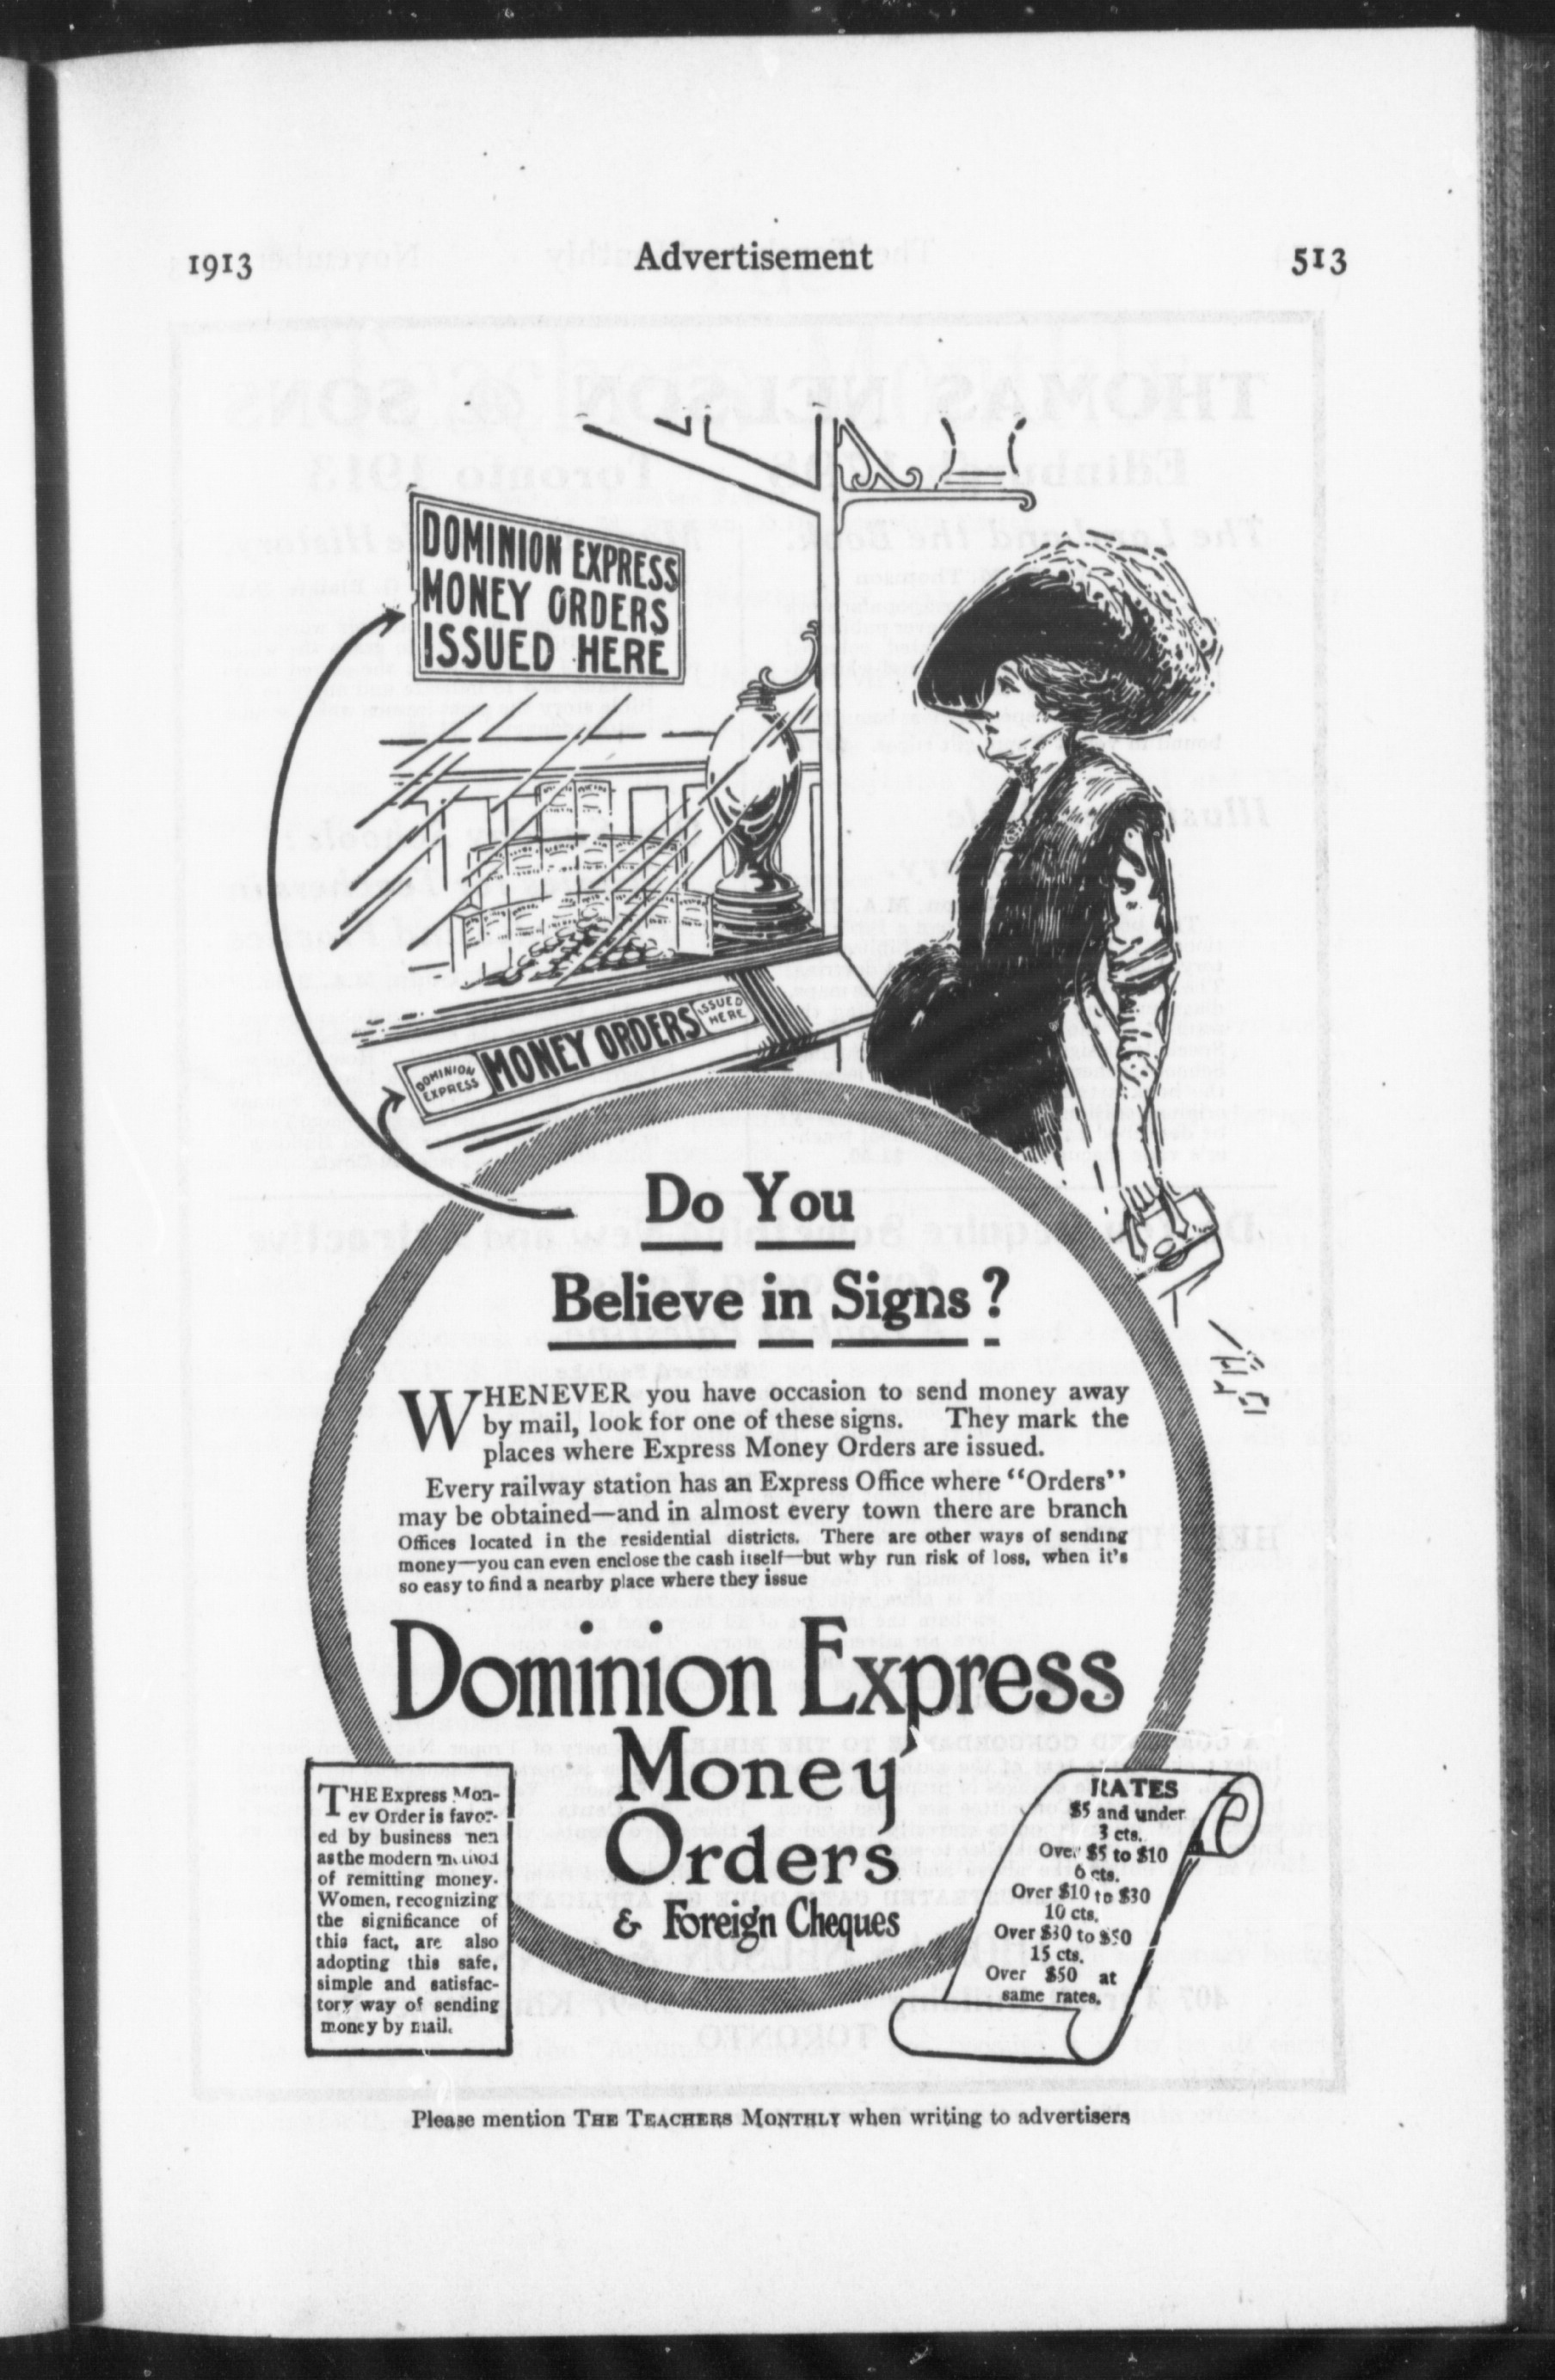 1913 Advertisement 513
DOMINION EXPRESS
MONEY ORDERS
ISSUED HERE
DOMINION EXPRESS MONEY ORDERS ISSUED HERE
Do You
Believe in Signs?
WHENEVER you have occasion to send money away
by mail, look for one of these signs. They mark the
places where Express Money Orders are issued.
Every railway station has an Express Office where "Orders"
may be obtained—and in almost every town there are branch
Offices located in the residential districts. There are other ways of sending
money—you can even enclose the cash itself—but why run risk of loss, when it's
so easy to find a nearby place where they issue
Dominion Express
Money
Orders
& Foreign Cheques
THE Express Mon-
ey Order is favor-
ed by business men
as the modern method
of remitting money.
Women, recognizing
the significance of
this fact, are also
adopting this safe,
simple and satisfac-
tory way of sending
money by mail.
RATES
$5 and under
3 cts.
Over $5 to $10
6 cts.
Over $10 to $30
10 cts.
Over $30 to $50
15 cts.
Over $50 at
same rates.
Please mention THE TEACHERS MONTHLY when writing to advertisers